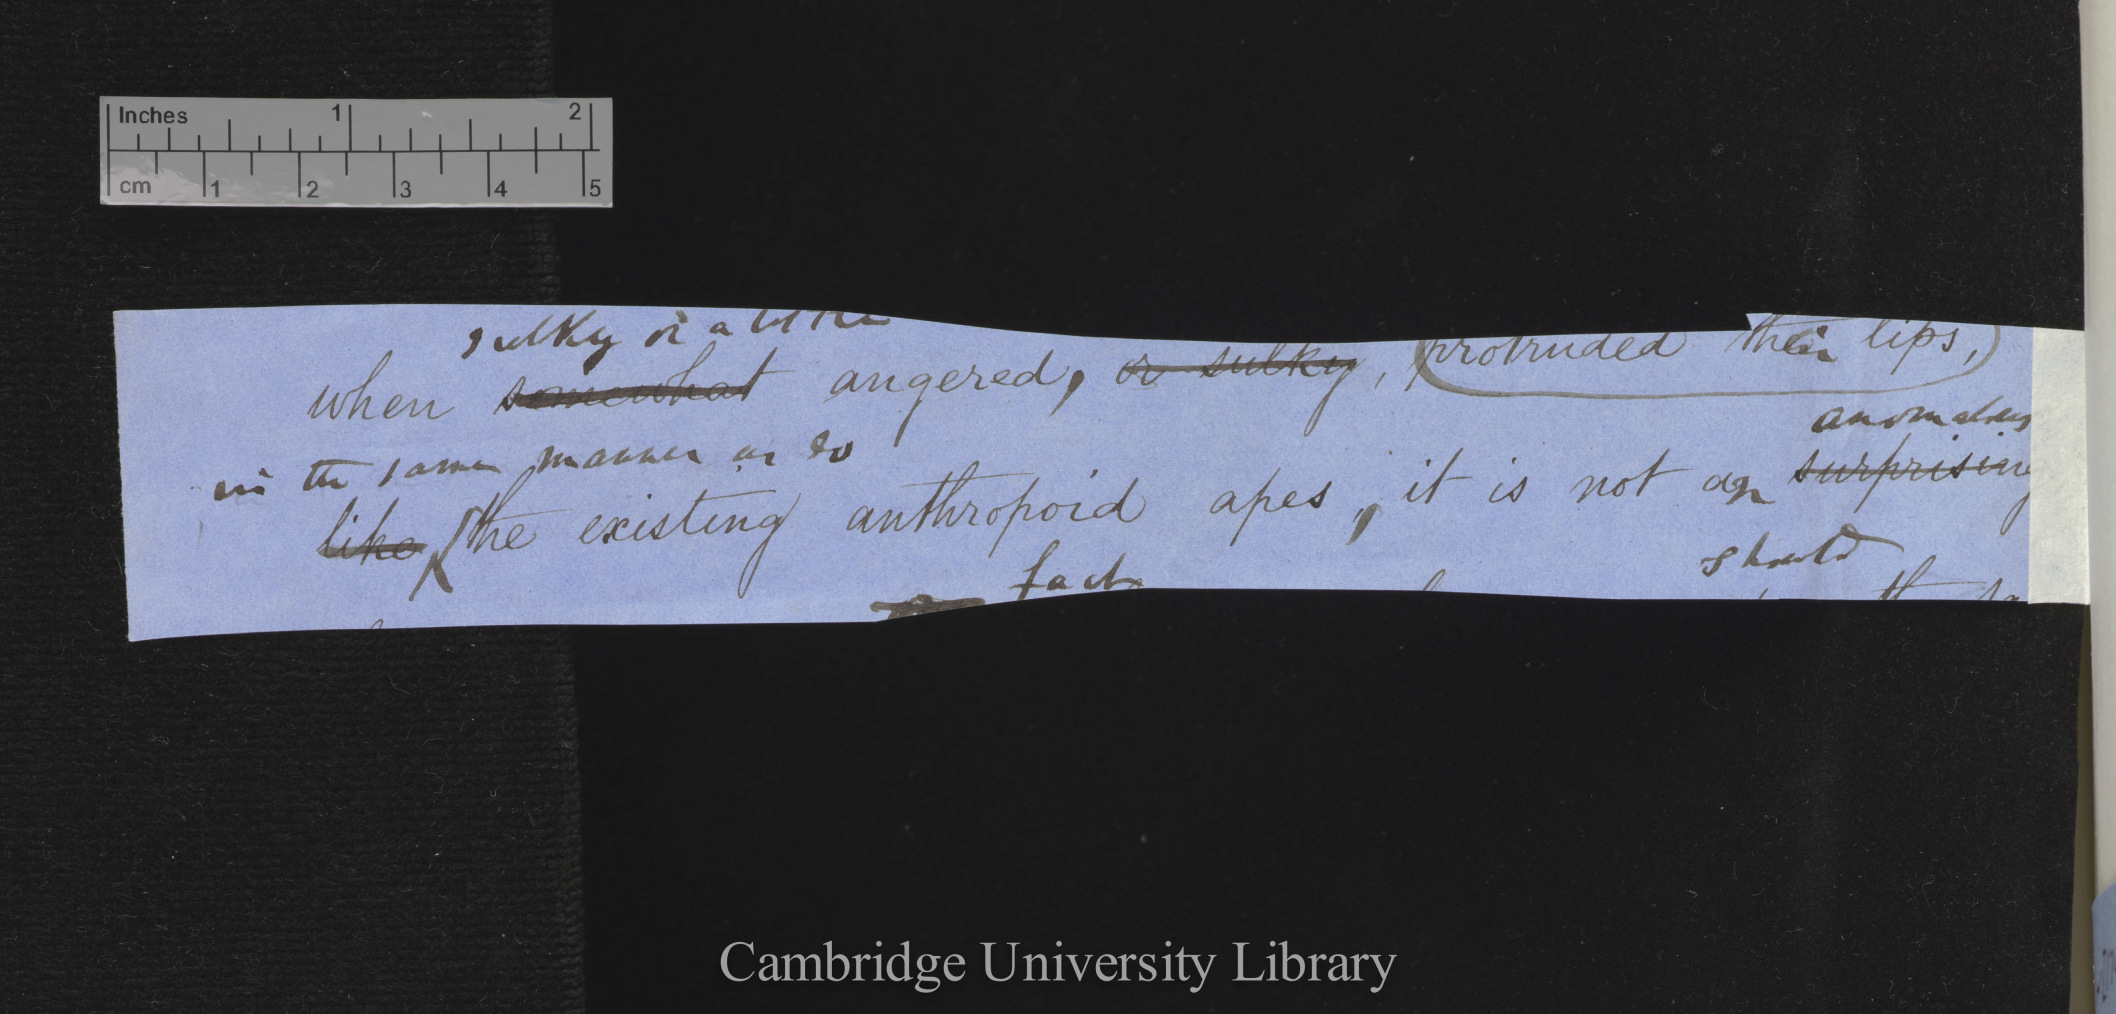 Inches 1 2
cm 1 2 3 4 5
sulky or a little
when somewhat angered, or sulky, protruded their lips,
in the same manner as do anomalous
like the existing anthropoid apes, it is not an surprising
fact should
Cambridge University Library